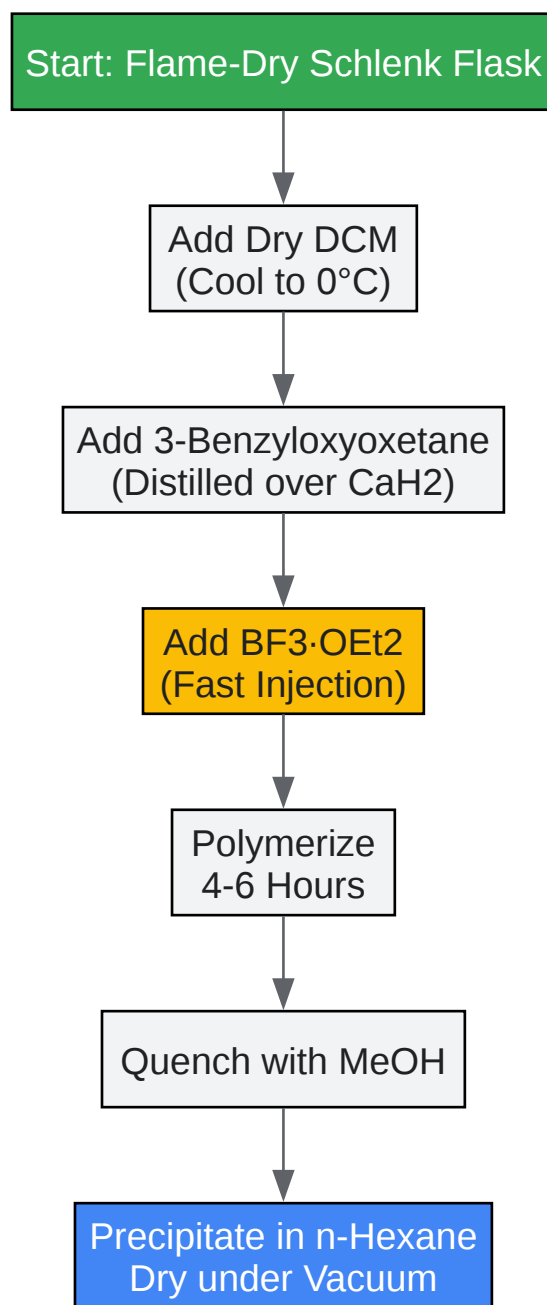 Start: Flame-Dry Schlenk Flask
Add Dry DCM
(Cool to 0°C)
Add 3-Benzyloxyoxetane
(Distilled over CaH2)
Add BF3·OEt2
(Fast Injection)
Polymerize
4-6 Hours
Quench with MeOH
Precipitate in n-Hexane
Dry under Vacuum